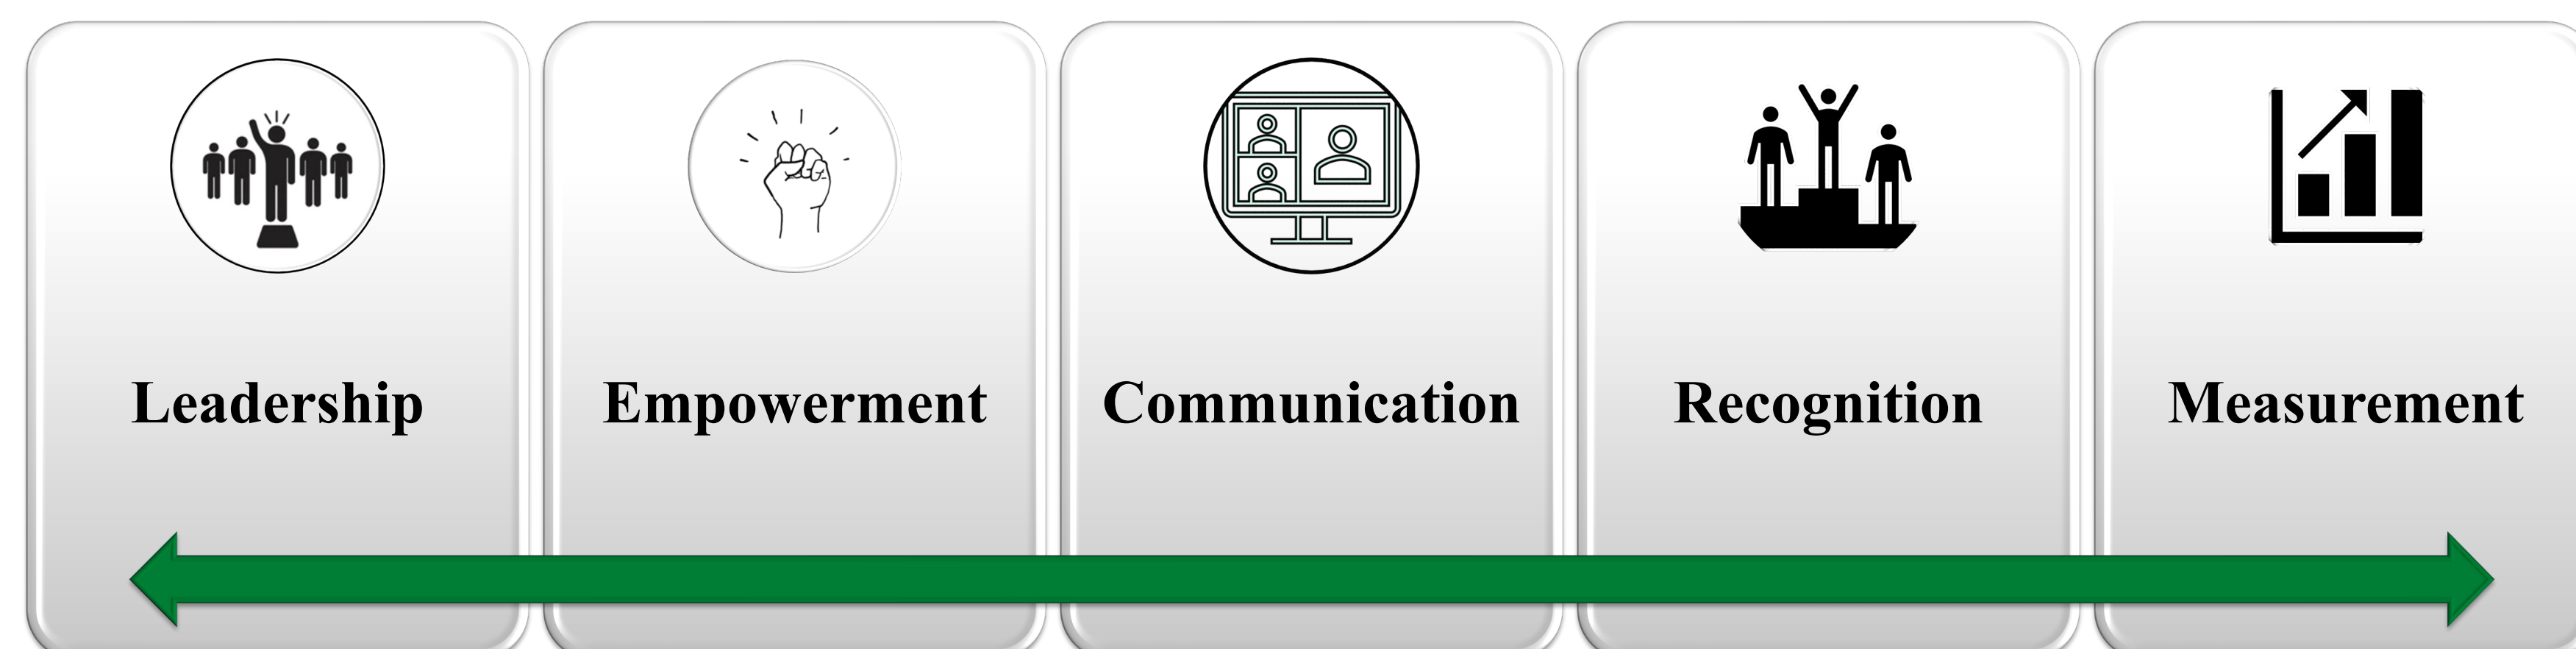 Leadership
Empowerment
Communication
Recognition
Measurement